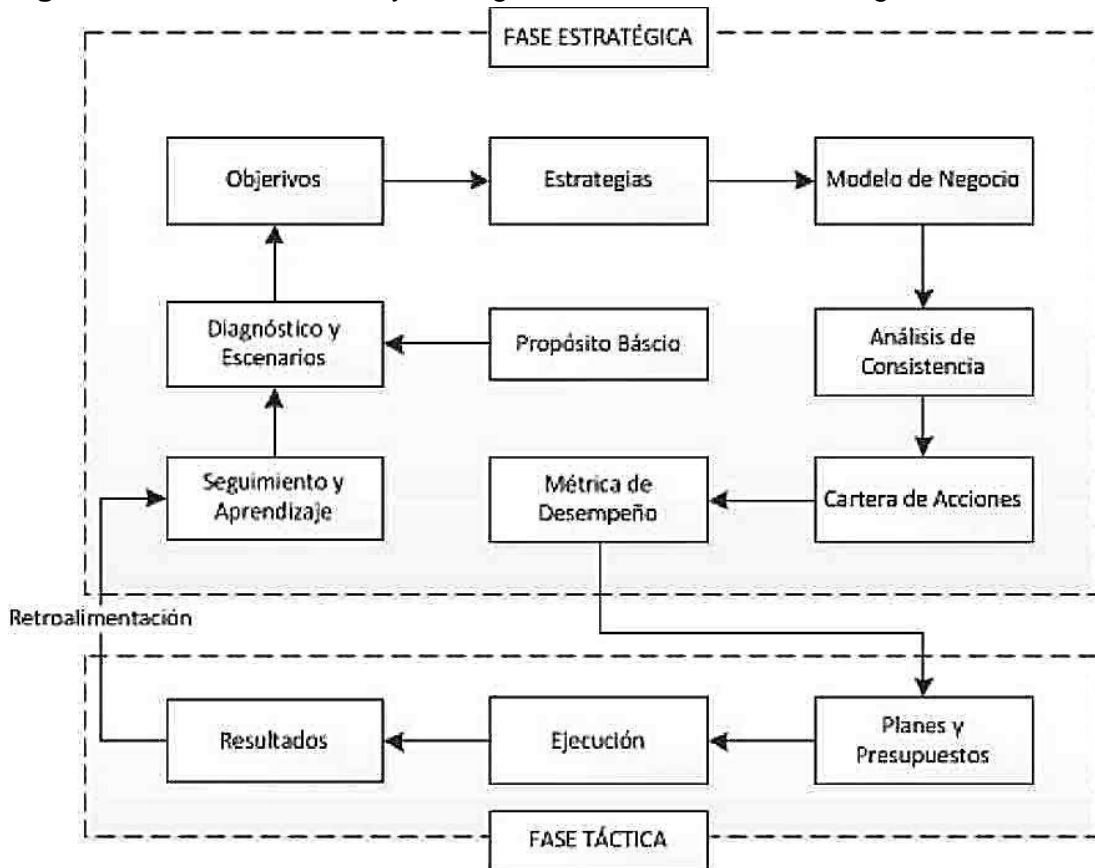 FASE ESTRATÉGICA
Objerivos
Estrategias
Modelo de Negocio
Diagnóstico y
Escenarios
Propósito Báscio
Análisis de
Consistencia
Seguimiento y
Aprendizaje
Métrica de
Desempeño
Cartera de Acciones
Retroalimentación
Resultados
Ejecución
Planes y
Presupuestos
FASE TÁCTICA